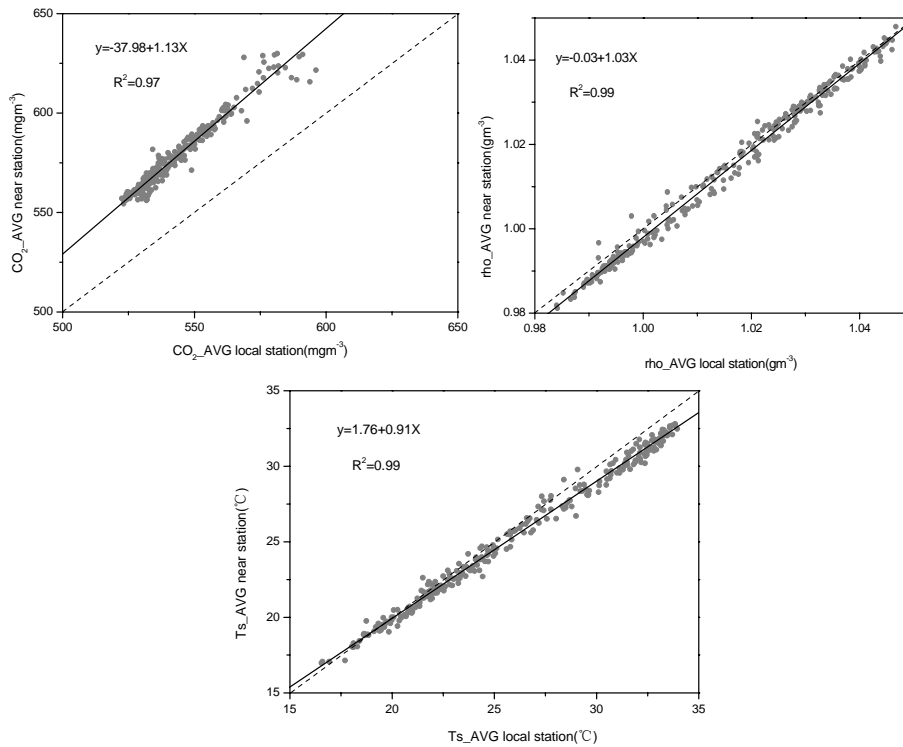 y=-37.98+1.13X
R²=0.97
650
600
550
500
500
550
600
650
CO₂_AVG near station(mgm⁻³)
CO₂_AVG local station(mgm⁻³)
y=-0.03+1.03X
R²=0.99
1.04
1.02
1.00
0.98
0.98
1.00
1.02
1.04
rho_AVG near station(gm⁻³)
rho_AVG local station(gm⁻³)
y=1.76+0.91X
R²=0.99
35
30
25
20
15
15
20
25
30
35
Ts_AVG near station(℃)
Ts_AVG local station(℃)